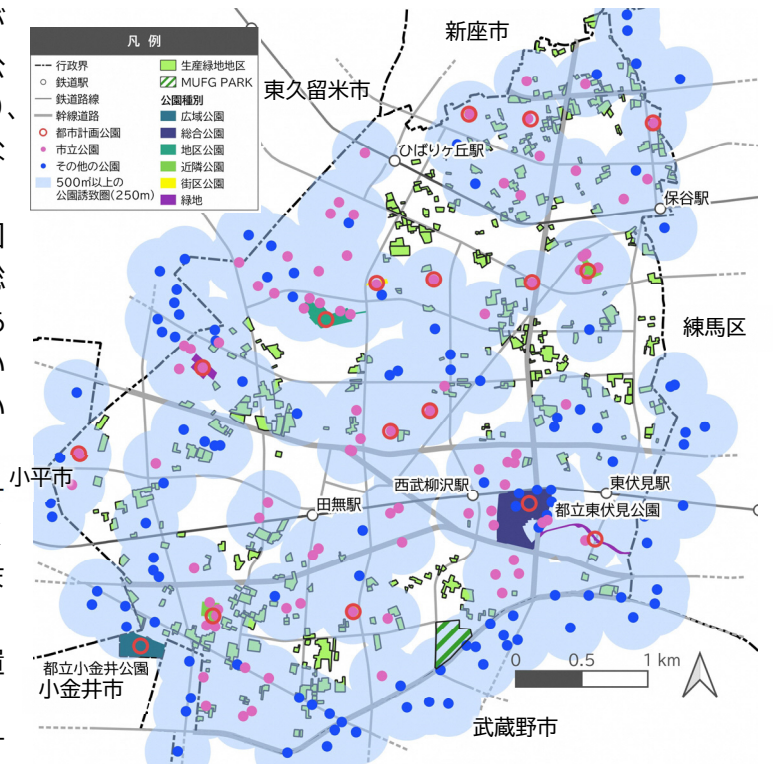 凡 例
行政界
鉄道駅
鉄道路線
幹線道路
都市計画公園
市立公園
その他の公園
500㎡以上の
公園誘致圏(250m)
生産緑地地区
MUFG PARK
公園種別
広域公園
総合公園
地区公園
近隣公園
街区公園
緑地
新座市
東久留米市
ひばりヶ丘駅
保谷駅
練馬区
小平市
西武柳沢駅
東伏見駅
田無駅
都立東伏見公園
都立小金井公園
小金井市
0 0.5 1 km
武蔵野市